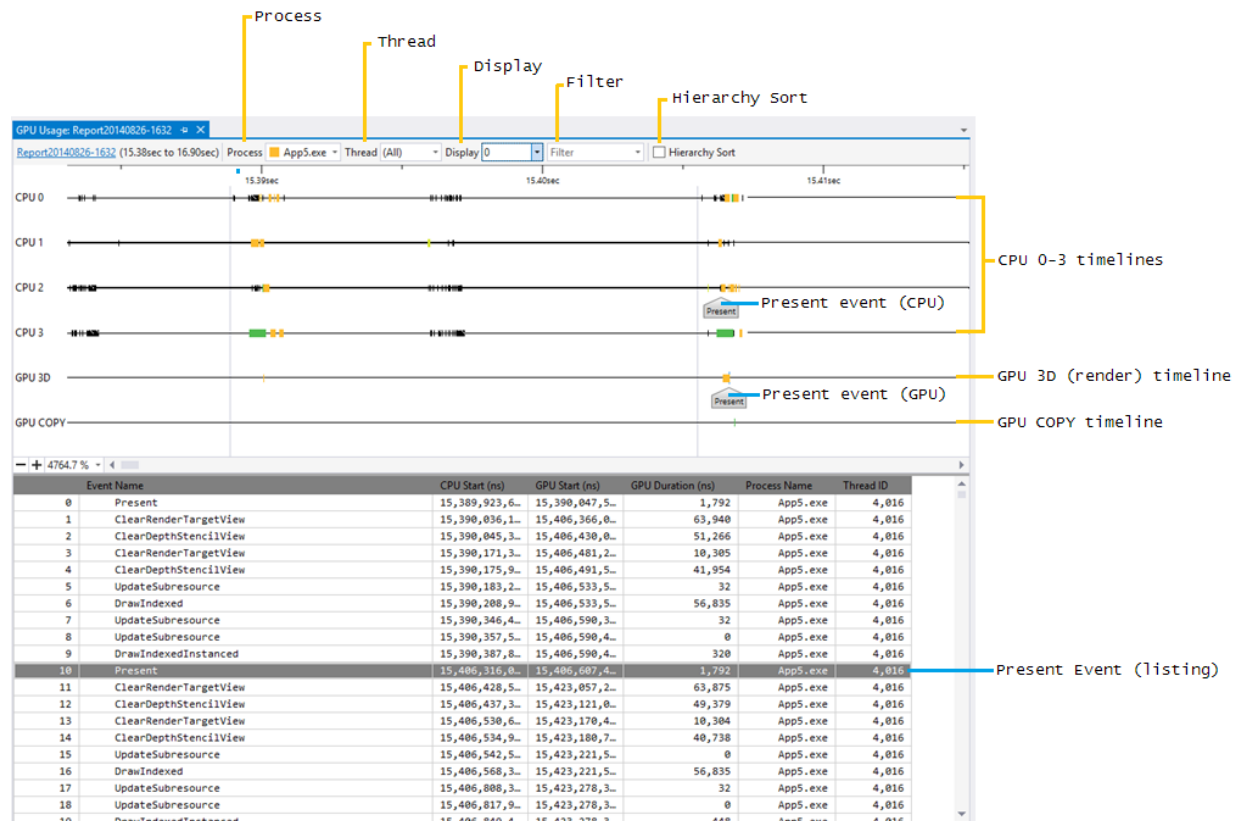 Process
Thread
Display
Filter
Hierarchy Sort
GPU Usage: Report20140826-1632
Report20140826-1632 (15.38sec to 16.90sec) Process App5.exe Thread (All) Display 0 Filter Hierarchy Sort
15.39sec 15.40sec 15.41sec
CPU 0
CPU 1
CPU 0-3 timelines
CPU 2
Present event (CPU)
Present
CPU 3
GPU 3D
GPU 3D (render) timeline
Present event (GPU)
Present
GPU COPY
GPU COPY timeline
4764.7 %
Event Name CPU Start (ns) GPU Start (ns) GPU Duration (ns) Process Name Thread ID
0 Present 15,389,923,6… 15,390,047,5… 1,792 App5.exe 4,016
1 ClearRenderTargetView 15,390,036,1… 15,406,366,0… 63,940 App5.exe 4,016
2 ClearDepthStencilView 15,390,045,3… 15,406,430,0… 51,266 App5.exe 4,016
3 ClearRenderTargetView 15,390,171,3… 15,406,481,2… 10,305 App5.exe 4,016
4 ClearDepthStencilView 15,390,175,9… 15,406,491,5… 41,954 App5.exe 4,016
5 UpdateSubresource 15,390,183,2… 15,406,533,5… 32 App5.exe 4,016
6 DrawIndexed 15,390,208,9… 15,406,533,5… 56,835 App5.exe 4,016
7 UpdateSubresource 15,390,346,4… 15,406,590,3… 32 App5.exe 4,016
8 UpdateSubresource 15,390,357,5… 15,406,590,4… 0 App5.exe 4,016
9 DrawIndexedInstanced 15,390,387,8… 15,406,590,4… 320 App5.exe 4,016
10 Present 15,406,316,0… 15,406,607,4… 1,792 App5.exe 4,016
Present Event (listing)
11 ClearRenderTargetView 15,406,428,5… 15,423,057,2… 63,875 App5.exe 4,016
12 ClearDepthStencilView 15,406,437,3… 15,423,121,0… 49,379 App5.exe 4,016
13 ClearRenderTargetView 15,406,530,6… 15,423,170,4… 10,304 App5.exe 4,016
14 ClearDepthStencilView 15,406,534,9… 15,423,180,7… 40,738 App5.exe 4,016
15 UpdateSubresource 15,406,542,5… 15,423,221,5… 0 App5.exe 4,016
16 DrawIndexed 15,406,568,3… 15,423,221,5… 56,835 App5.exe 4,016
17 UpdateSubresource 15,406,808,3… 15,423,278,3… 32 App5.exe 4,016
18 UpdateSubresource 15,406,817,9… 15,423,278,3… 0 App5.exe 4,016